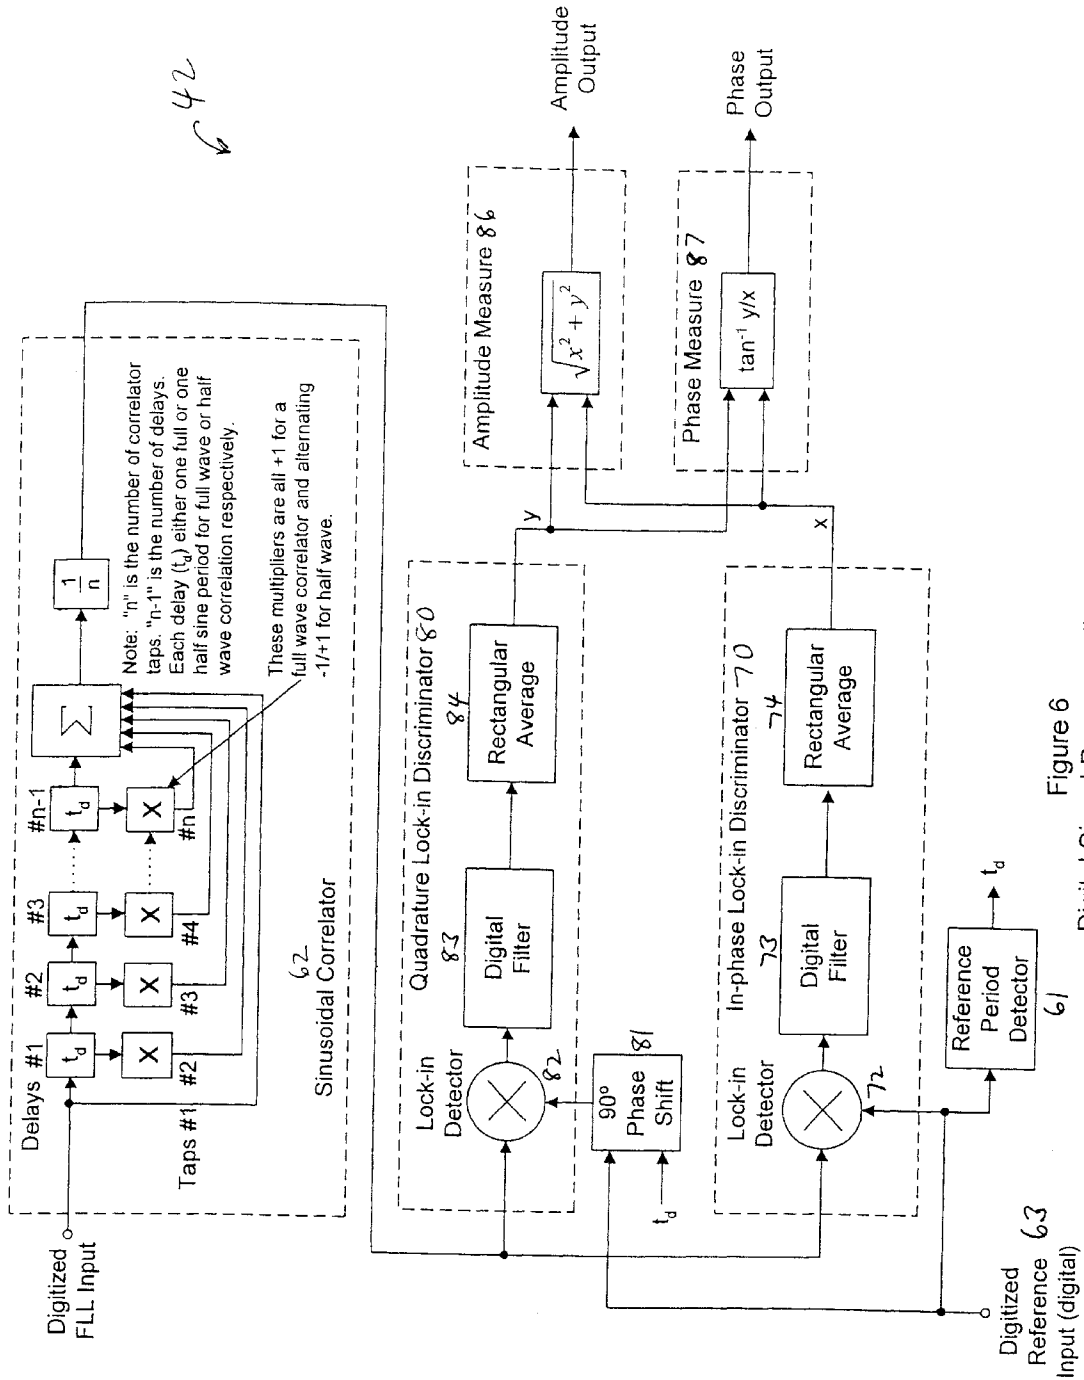 42
Delays #1 #2 #3 #n-1
t_d t_d t_d t_d
X X X X
Taps #1 #2 #3 #4 #n
Σ
1/n
Note: "n" is the number of correlator
taps. "n-1" is the number of delays.
Each delay (t_d) either one full or one
half sine period for full wave or half
wave correlation respectively.
These multipliers are all +1 for a
full wave correlator and alternating
-1/+1 for half wave.
62
Sinusoidal Correlator
Digitized
FLL Input
Quadrature Lock-in Discriminator 80
Lock-in
Detector
82
83
Digital
Filter
84
Rectangular
Average
y
90°
Phase
Shift
81
t_d
Amplitude Measure 86
√x² + y²
Amplitude
Output
In-phase Lock-in Discriminator 70
Lock-in
Detector
72
73
Digital
Filter
74
Rectangular
Average
x
Phase Measure 87
tan⁻¹ y/x
Phase
Output
Reference
Period
Detector
61
t_d
Digitized
Reference 63
Input (digital)
Figure 6
Digital Signal